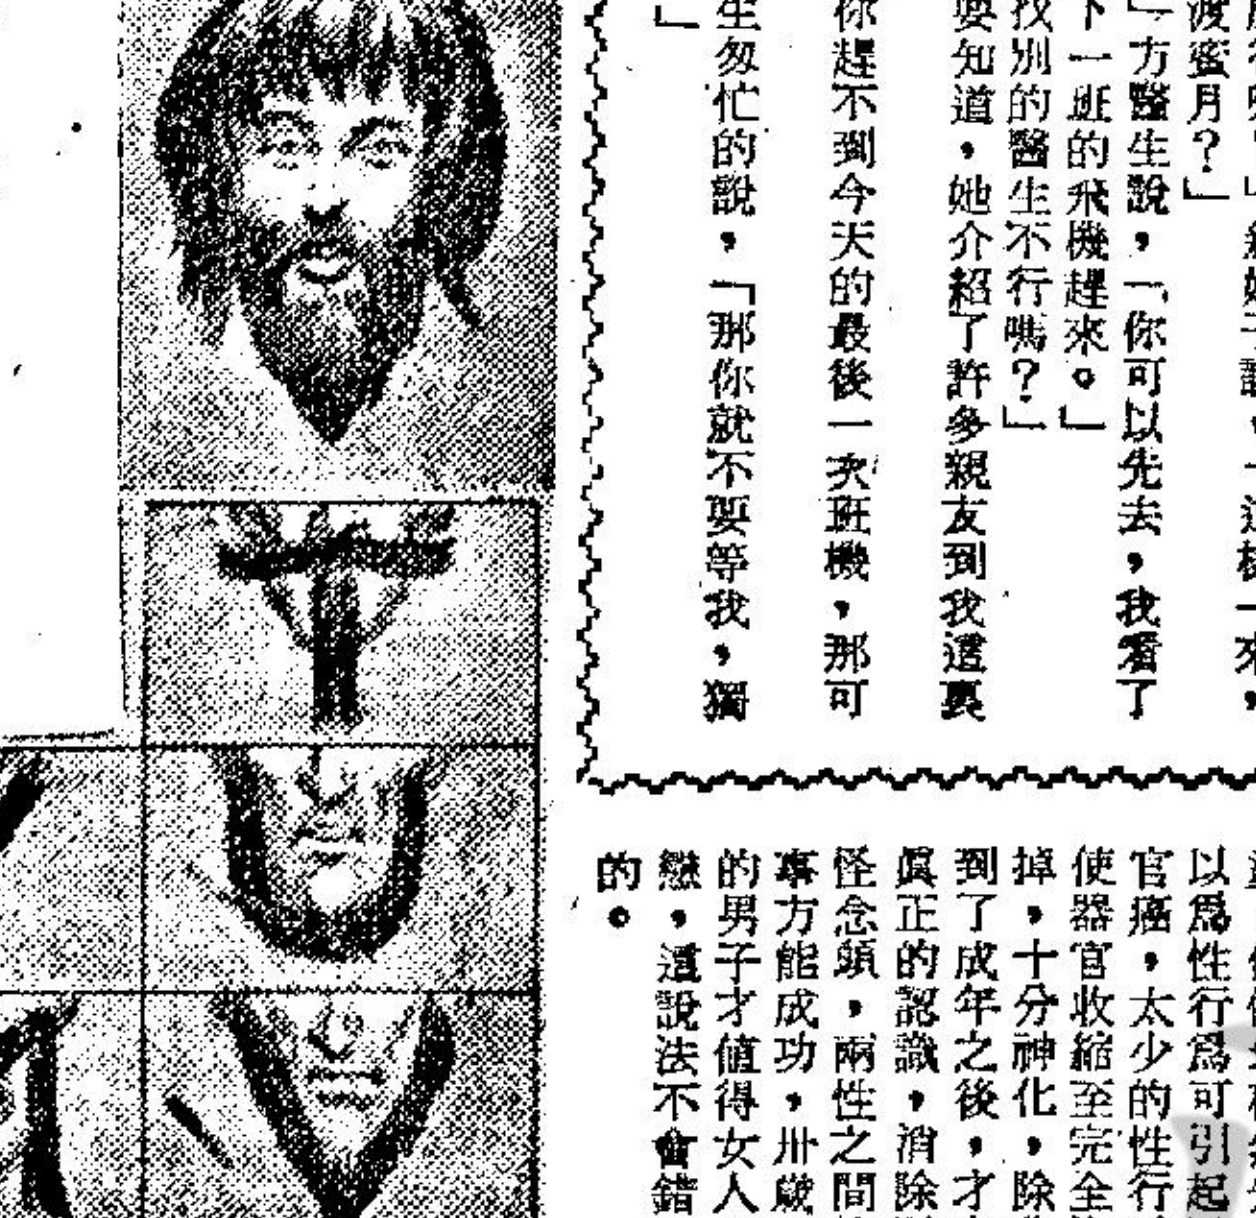 渡蜜月?」
」方醫生說,「你可以先去,我看了
下一班的飛機趕來。」
找別的醫生不行嗎?」
要知道,她介紹了許多親友到我這裏
你趕不到今天的最後一次班機,那可
生匆忙的說,「那你就不要等我,獨
」
以爲性行爲可引起
官癌,太少的性行
使器官收縮至完全
掉,十分神化,除
到了成年之後,才
眞正的認識,消除
怪念頭,兩性之間
事方能成功,卅歲
的男子才値得女人
戀,這說法不會錯
的。